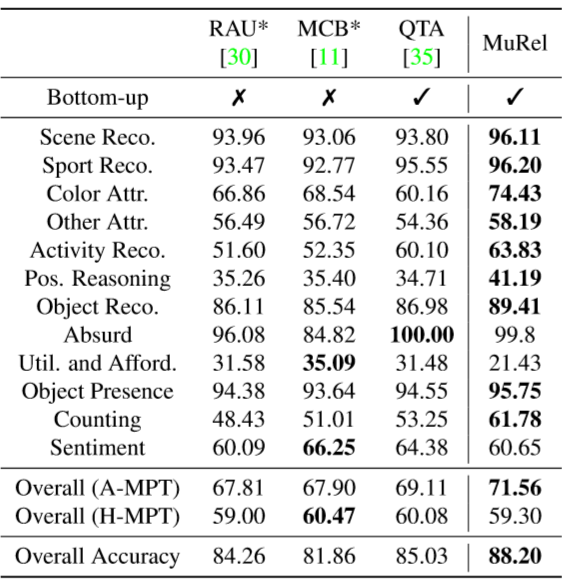 RAU* MCB* QTA MuRel
[30] [11] [35]
Bottom-up ✗ ✗ ✓ ✓
Scene Reco. 93.96 93.06 93.80 96.11
Sport Reco. 93.47 92.77 95.55 96.20
Color Attr. 66.86 68.54 60.16 74.43
Other Attr. 56.49 56.72 54.36 58.19
Activity Reco. 51.60 52.35 60.10 63.83
Pos. Reasoning 35.26 35.40 34.71 41.19
Object Reco. 86.11 85.54 86.98 89.41
Absurd 96.08 84.82 100.00 99.8
Util. and Afford. 31.58 35.09 31.48 21.43
Object Presence 94.38 93.64 94.55 95.75
Counting 48.43 51.01 53.25 61.78
Sentiment 60.09 66.25 64.38 60.65
Overall (A-MPT) 67.81 67.90 69.11 71.56
Overall (H-MPT) 59.00 60.47 60.08 59.30
Overall Accuracy 84.26 81.86 85.03 88.20